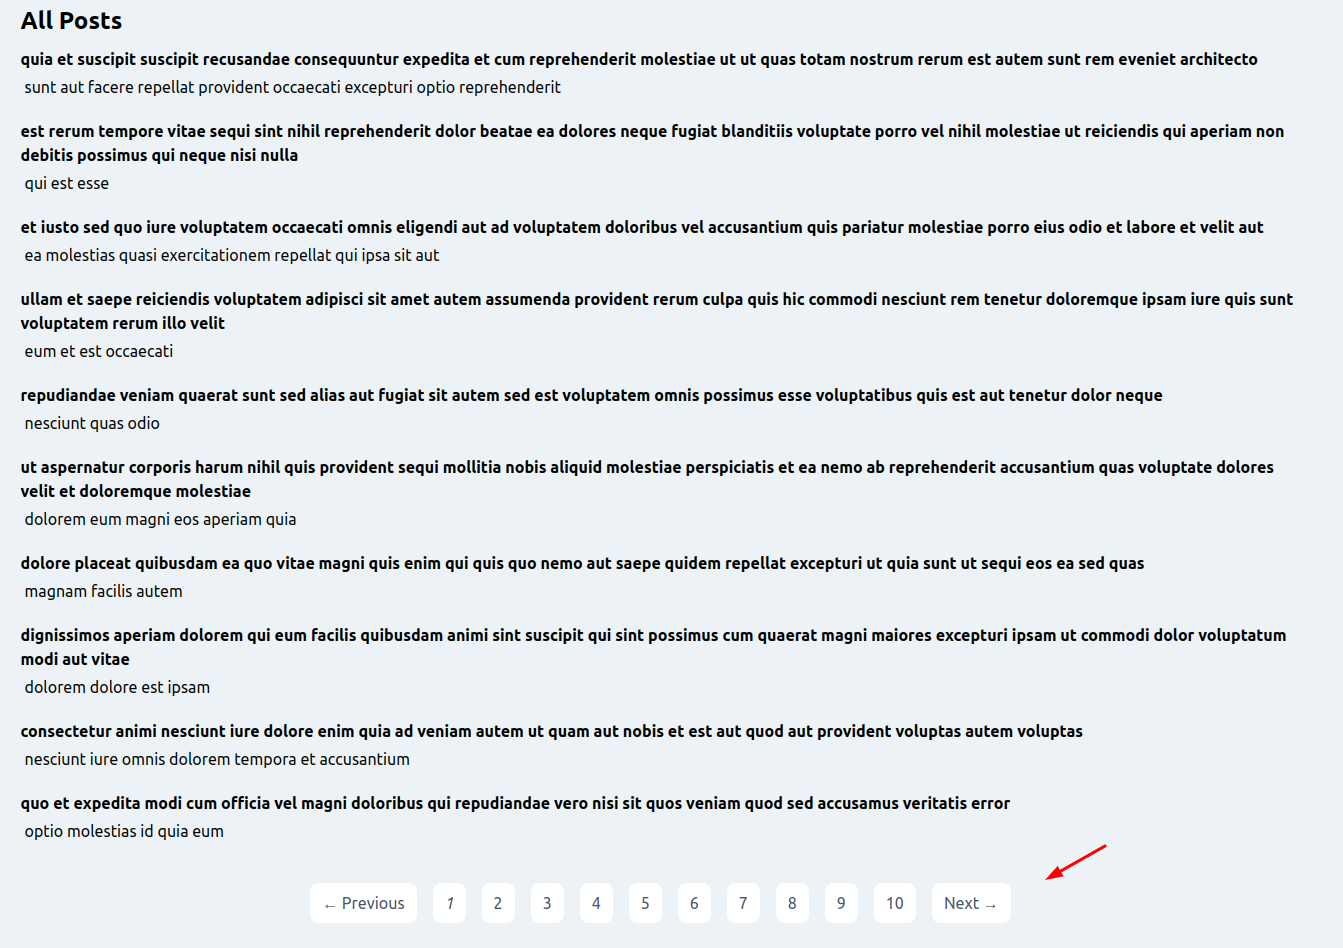 All Posts
quia et suscipit suscipit recusandae consequuntur expedita et cum reprehenderit molestiae ut ut quas totam nostrum rerum est autem sunt rem eveniet architecto
sunt aut facere repellat provident occaecati excepturi optio reprehenderit
est rerum tempore vitae sequi sint nihil reprehenderit dolor beatae ea dolores neque fugiat blanditiis voluptate porro vel nihil molestiae ut reiciendis qui aperiam non
debitis possimus qui neque nisi nulla
qui est esse
et iusto sed quo iure voluptatem occaecati omnis eligendi aut ad voluptatem doloribus vel accusantium quis pariatur molestiae porro eius odio et labore et velit aut
ea molestias quasi exercitationem repellat qui ipsa sit aut
ullam et saepe reiciendis voluptatem adipisci sit amet autem assumenda provident rerum culpa quis hic commodi nesciunt rem tenetur doloremque ipsam iure quis sunt
voluptatem rerum illo velit
eum et est occaecati
repudiandae veniam quaerat sunt sed alias aut fugiat sit autem sed est voluptatem omnis possimus esse voluptatibus quis est aut tenetur dolor neque
nesciunt quas odio
ut aspernatur corporis harum nihil quis provident sequi mollitia nobis aliquid molestiae perspiciatis et ea nemo ab reprehenderit accusantium quas voluptate dolores
velit et doloremque molestiae
dolorem eum magni eos aperiam quia
dolore placeat quibusdam ea quo vitae magni quis enim qui quis quo nemo aut saepe quidem repellat excepturi ut quia sunt ut sequi eos ea sed quas
magnam facilis autem
dignissimos aperiam dolorem qui eum facilis quibusdam animi sint suscipit qui sint possimus cum quaerat magni maiores excepturi ipsam ut commodi dolor voluptatum
modi aut vitae
dolorem dolore est ipsam
consectetur animi nesciunt iure dolore enim quia ad veniam autem ut quam aut nobis et est aut quod aut provident voluptas autem voluptas
nesciunt iure omnis dolorem tempora et accusantium
quo et expedita modi cum officia vel magni doloribus qui repudiandae vero nisi sit quos veniam quod sed accusamus veritatis error
optio molestias id quia eum
← Previous 1 2 3 4 5 6 7 8 9 10 Next →